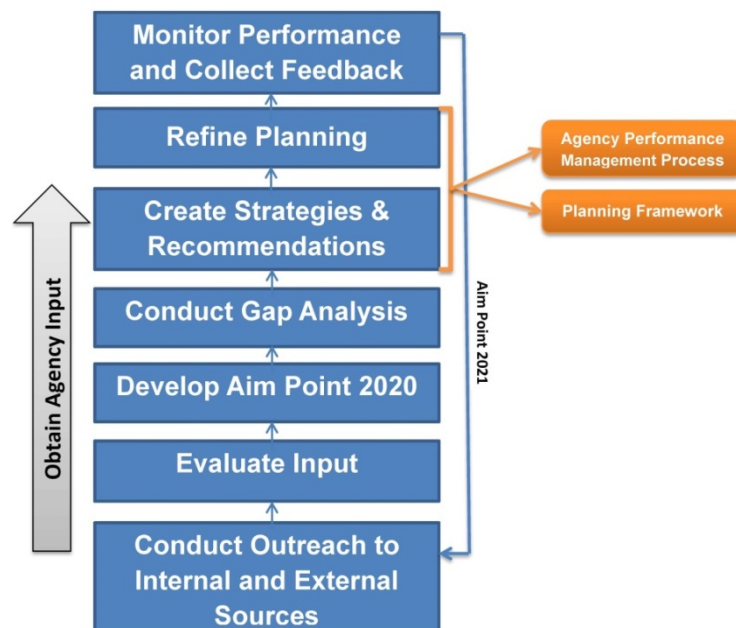 Monitor Performance
and Collect Feedback
Refine Planning
Agency Performance
Management Process
Create Strategies &
Recommendations
Planning Framework
Conduct Gap Analysis
Aim Point 2021
Obtain Agency Input
Develop Aim Point 2020
Evaluate Input
Conduct Outreach to
Internal and External
Sources